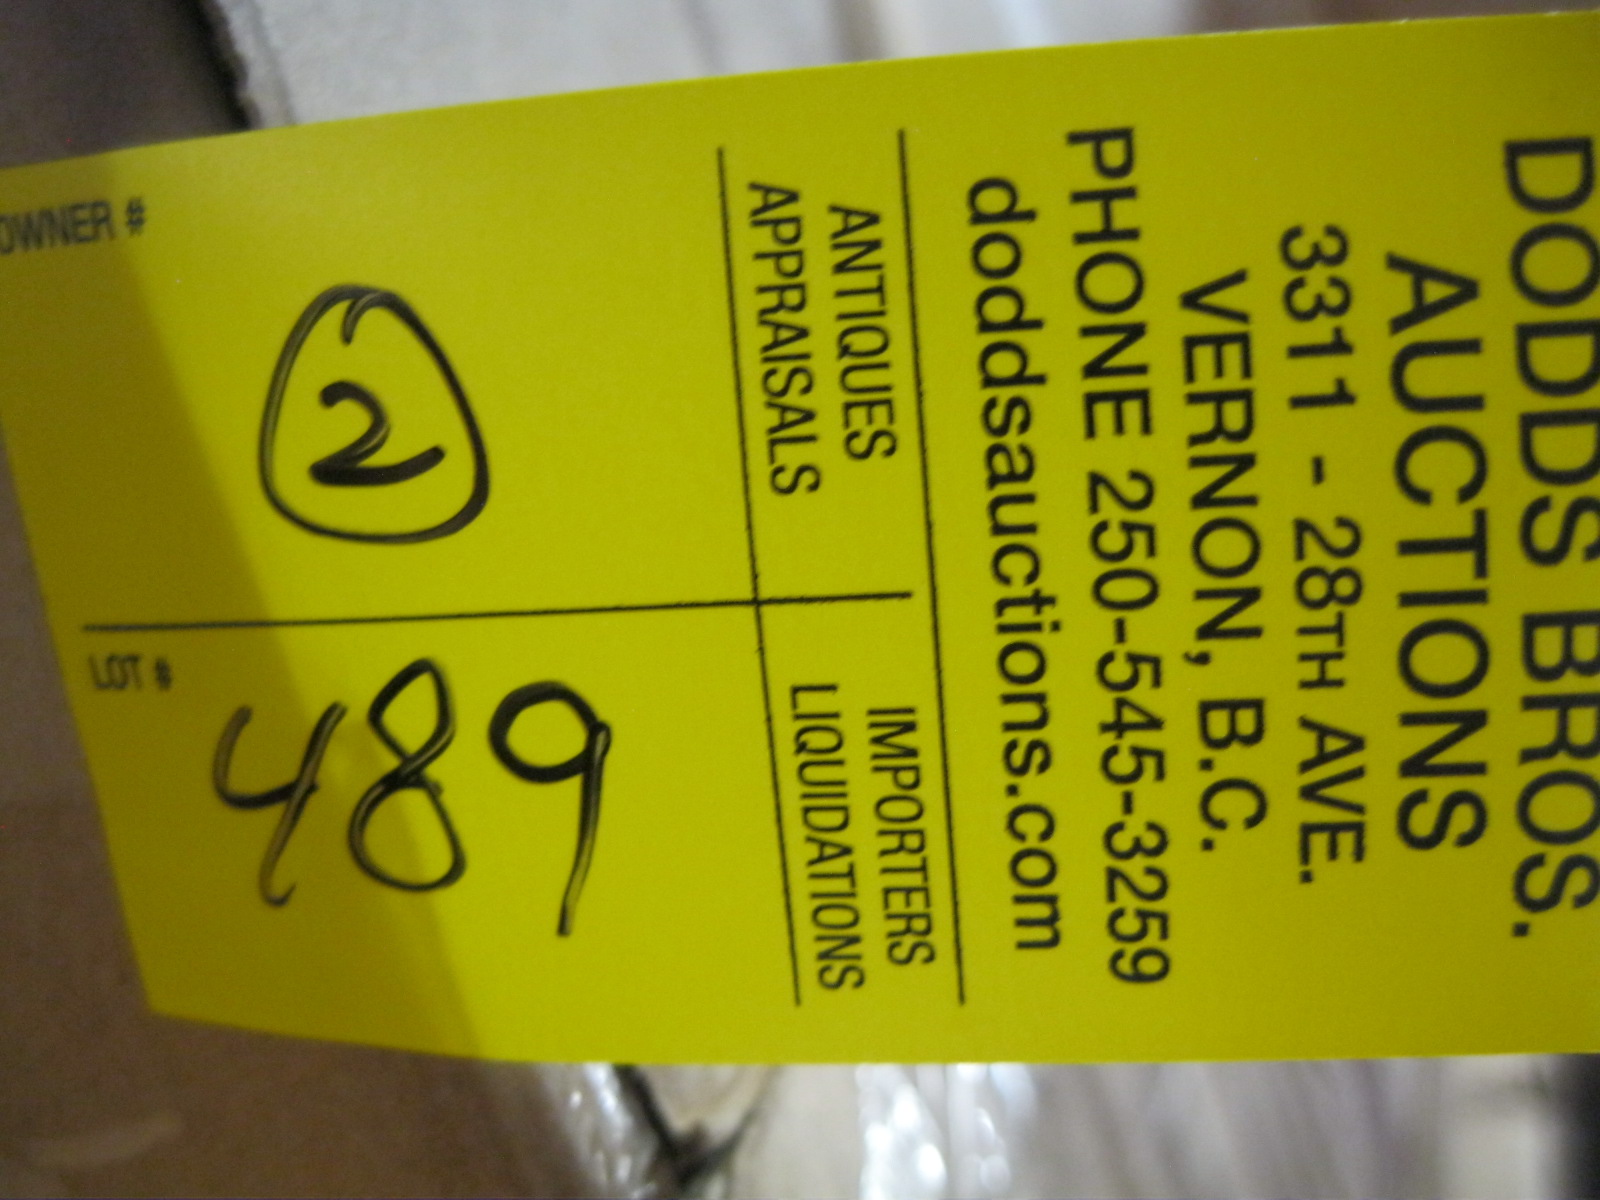 DODDS BROS.
AUCTIONS
3311 - 28TH AVE.
VERNON, B.C.
PHONE 250-545-3259
doddsauctions.com
ANTIQUES
APPRAISALS
IMPORTERS
LIQUIDATIONS
2
OWNER #
489
LOT #